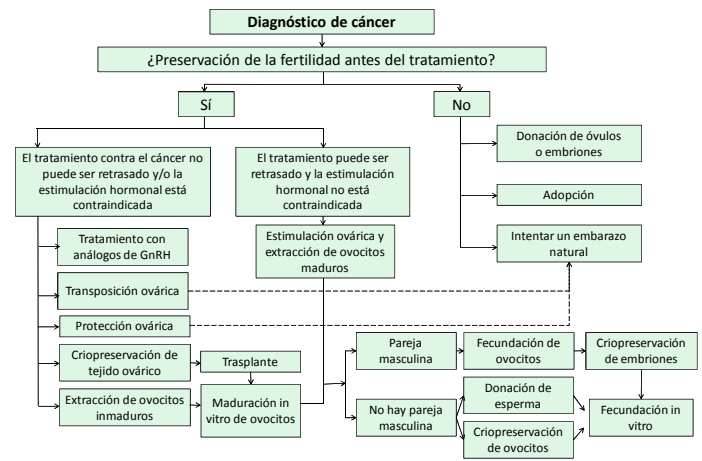 Diagnóstico de cáncer
¿Preservación de la fertilidad antes del tratamiento?
Sí
No
El tratamiento contra el cáncer no
puede ser retrasado y/o la
estimulación hormonal está
contraindicada
El tratamiento puede ser
retrasado y la estimulación
hormonal no está
contraindicada
Donación de óvulos
o embriones
Adopción
Intentar un embarazo
natural
Estimulación ovárica y
extracción de ovocitos
maduros
Tratamiento con
análogos de GnRH
Transposición ovárica
Protección ovárica
Criopreservación de
tejido ovárico
Trasplante
Extracción de ovocitos
inmaduros
Maduración in
vitro de ovocitos
Pareja
masculina
Fecundación de
ovocitos
Criopreservación
de embriones
No hay pareja
masculina
Donación de
esperma
Criopreservación
de ovocitos
Fecundación in
vitro